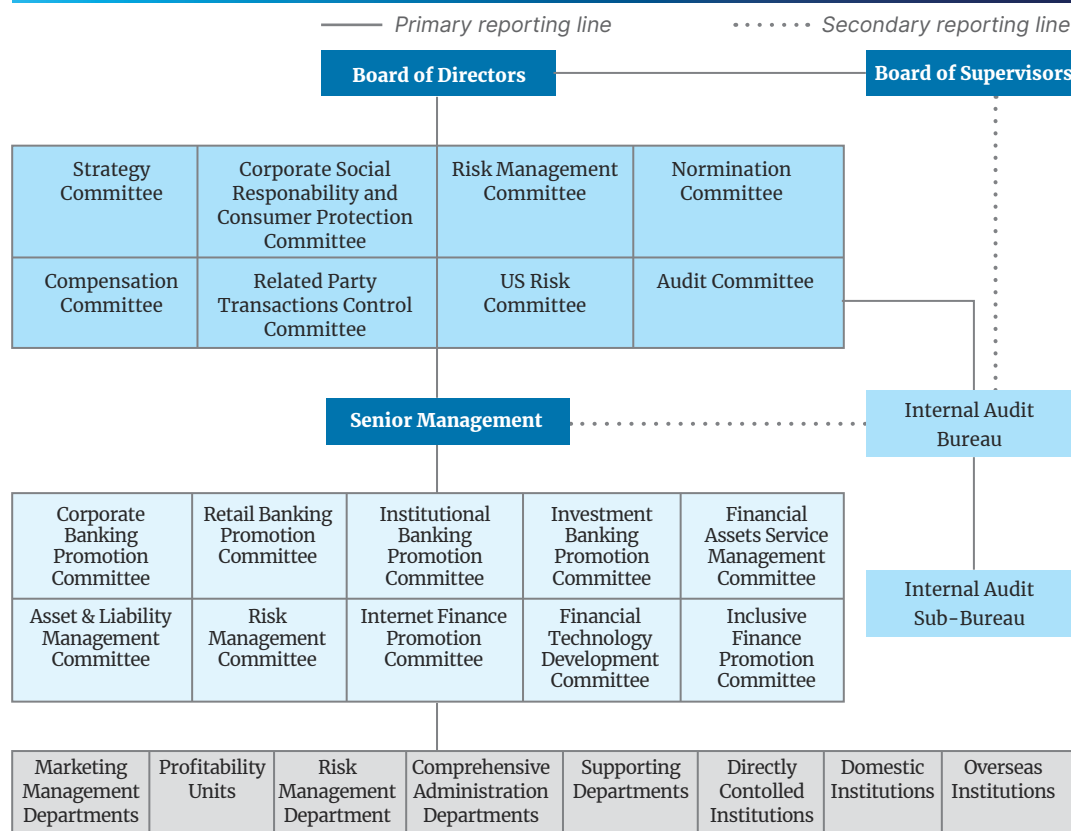 Primary reporting line
Secondary reporting line
Board of Directors
Board of Supervisors
Strategy
Committee
Corporate Social
Responability and
Consumer Protection
Committee
Risk Management
Committee
Normination
Committee
Compensation
Committee
Related Party
Transactions Control
Committee
US Risk
Committee
Audit Committee
Senior Management
Internal Audit
Bureau
Corporate
Banking
Promotion
Committee
Retail Banking
Promotion
Committee
Institutional
Banking
Promotion
Committee
Investment
Banking
Promotion
Committee
Financial
Assets Service
Management
Committee
Asset & Liability
Management
Committee
Risk
Management
Committee
Internet Finance
Promotion
Committee
Financial
Technology
Development
Committee
Inclusive
Finance
Promotion
Committee
Internal Audit
Sub-Bureau
Marketing
Management
Departments
Profitability
Units
Risk
Management
Department
Comprehensive
Administration
Departments
Supporting
Departments
Directly
Contolled
Institutions
Domestic
Institutions
Overseas
Institutions